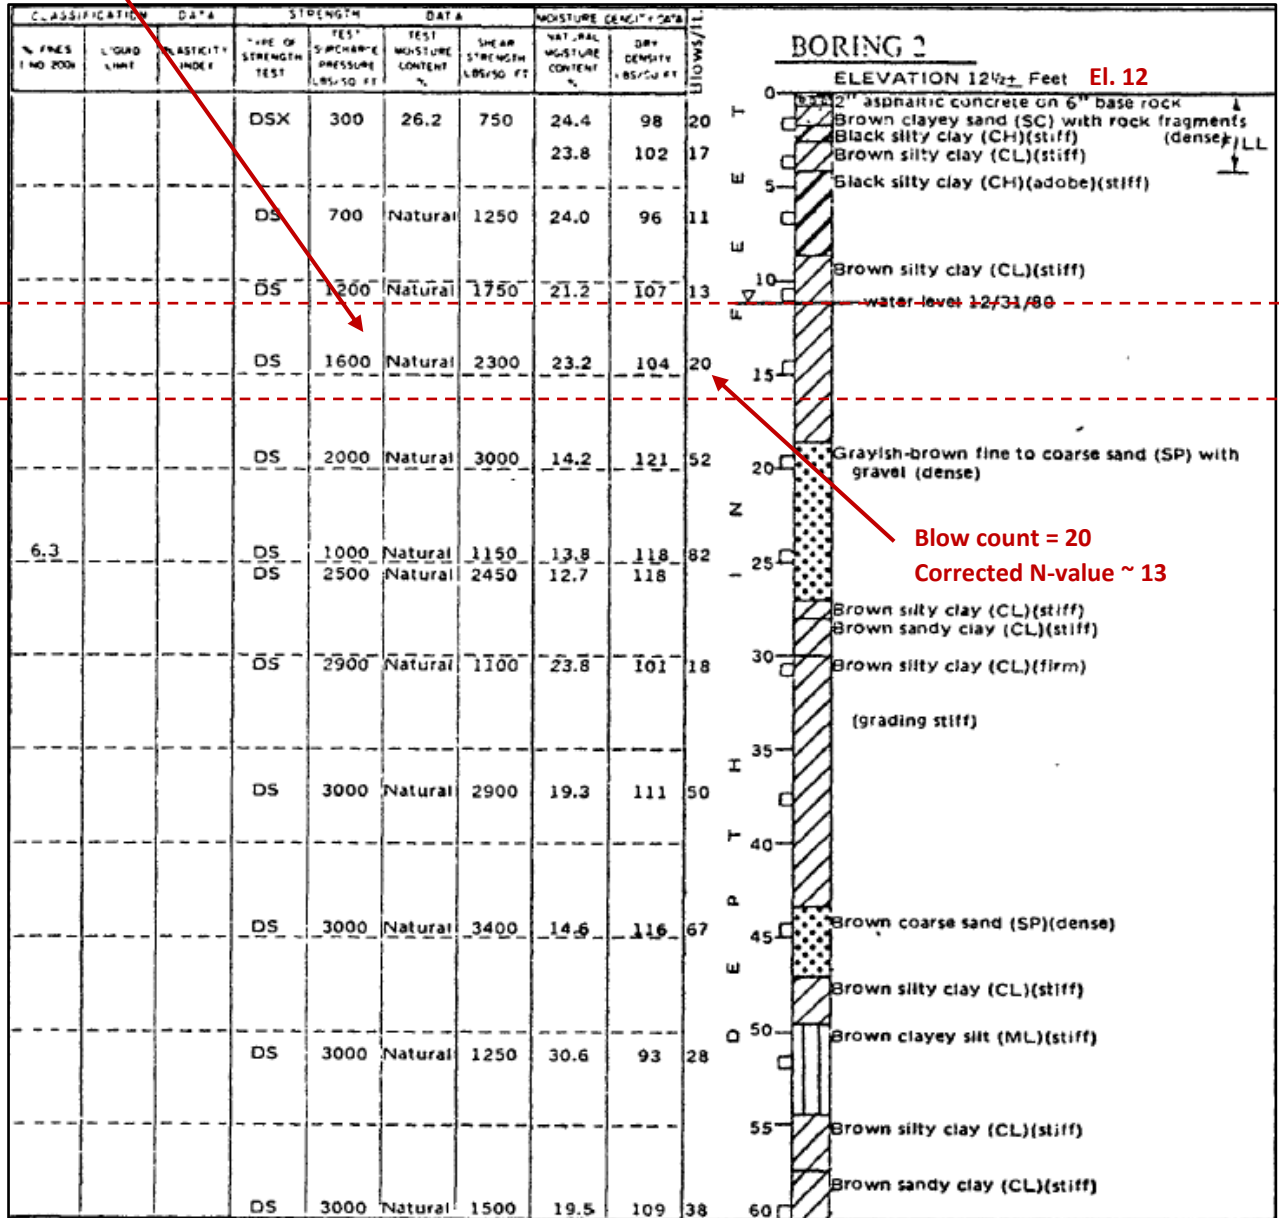 CLASSIFICATION DATA STRENGTH DATA MOISTURE DENSITY DATA Blows/ft.
% FINES (-NO 200) LIQUID LIMIT PLASTICITY INDEX TYPE OF STRENGTH TEST TEST SURCHARGE PRESSURE LBS/SQ FT TEST MOISTURE CONTENT % SHEAR STRENGTH LBS/SQ FT NATURAL MOISTURE CONTENT % DRY DENSITY LBS/CU FT
BORING 2
ELEVATION 12½± Feet El. 12
0 2" asphaltic concrete on 6" base rock
DSX 300 26.2 750 24.4 98 20 Brown clayey sand (SC) with rock fragments (dense)
Black silty clay (CH)(stiff)
FILL
23.8 102 17 Brown silty clay (CL)(stiff)
5 Black silty clay (CH)(adobe)(stiff)
DS 700 Natural 1250 24.0 96 11
Brown silty clay (CL)(stiff)
10
DS 1200 Natural 1750 21.2 107 13
water level 12/31/80
DS 1600 Natural 2300 23.2 104 20
15
DS 2000 Natural 3000 14.2 121 52 Grayish-brown fine to coarse sand (SP) with
20 gravel (dense)
Blow count = 20
6.3 DS 1000 Natural 1150 13.8 118 82
25
DS 2500 Natural 2450 12.7 118
Corrected N-value ~ 13
Brown silty clay (CL)(stiff)
Brown sandy clay (CL)(stiff)
30
DS 2900 Natural 1100 23.8 101 18 Brown silty clay (CL)(firm)
(grading stiff)
35
DS 3000 Natural 2900 19.3 111 50
40
DS 3000 Natural 3400 14.6 116 67 Brown coarse sand (SP)(dense)
45
Brown silty clay (CL)(stiff)
50 Brown clayey silt (ML)(stiff)
DS 3000 Natural 1250 30.6 93 28
55 Brown silty clay (CL)(stiff)
Brown sandy clay (CL)(stiff)
DS 3000 Natural 1500 19.5 109 38
60
DEPTH IN FEET